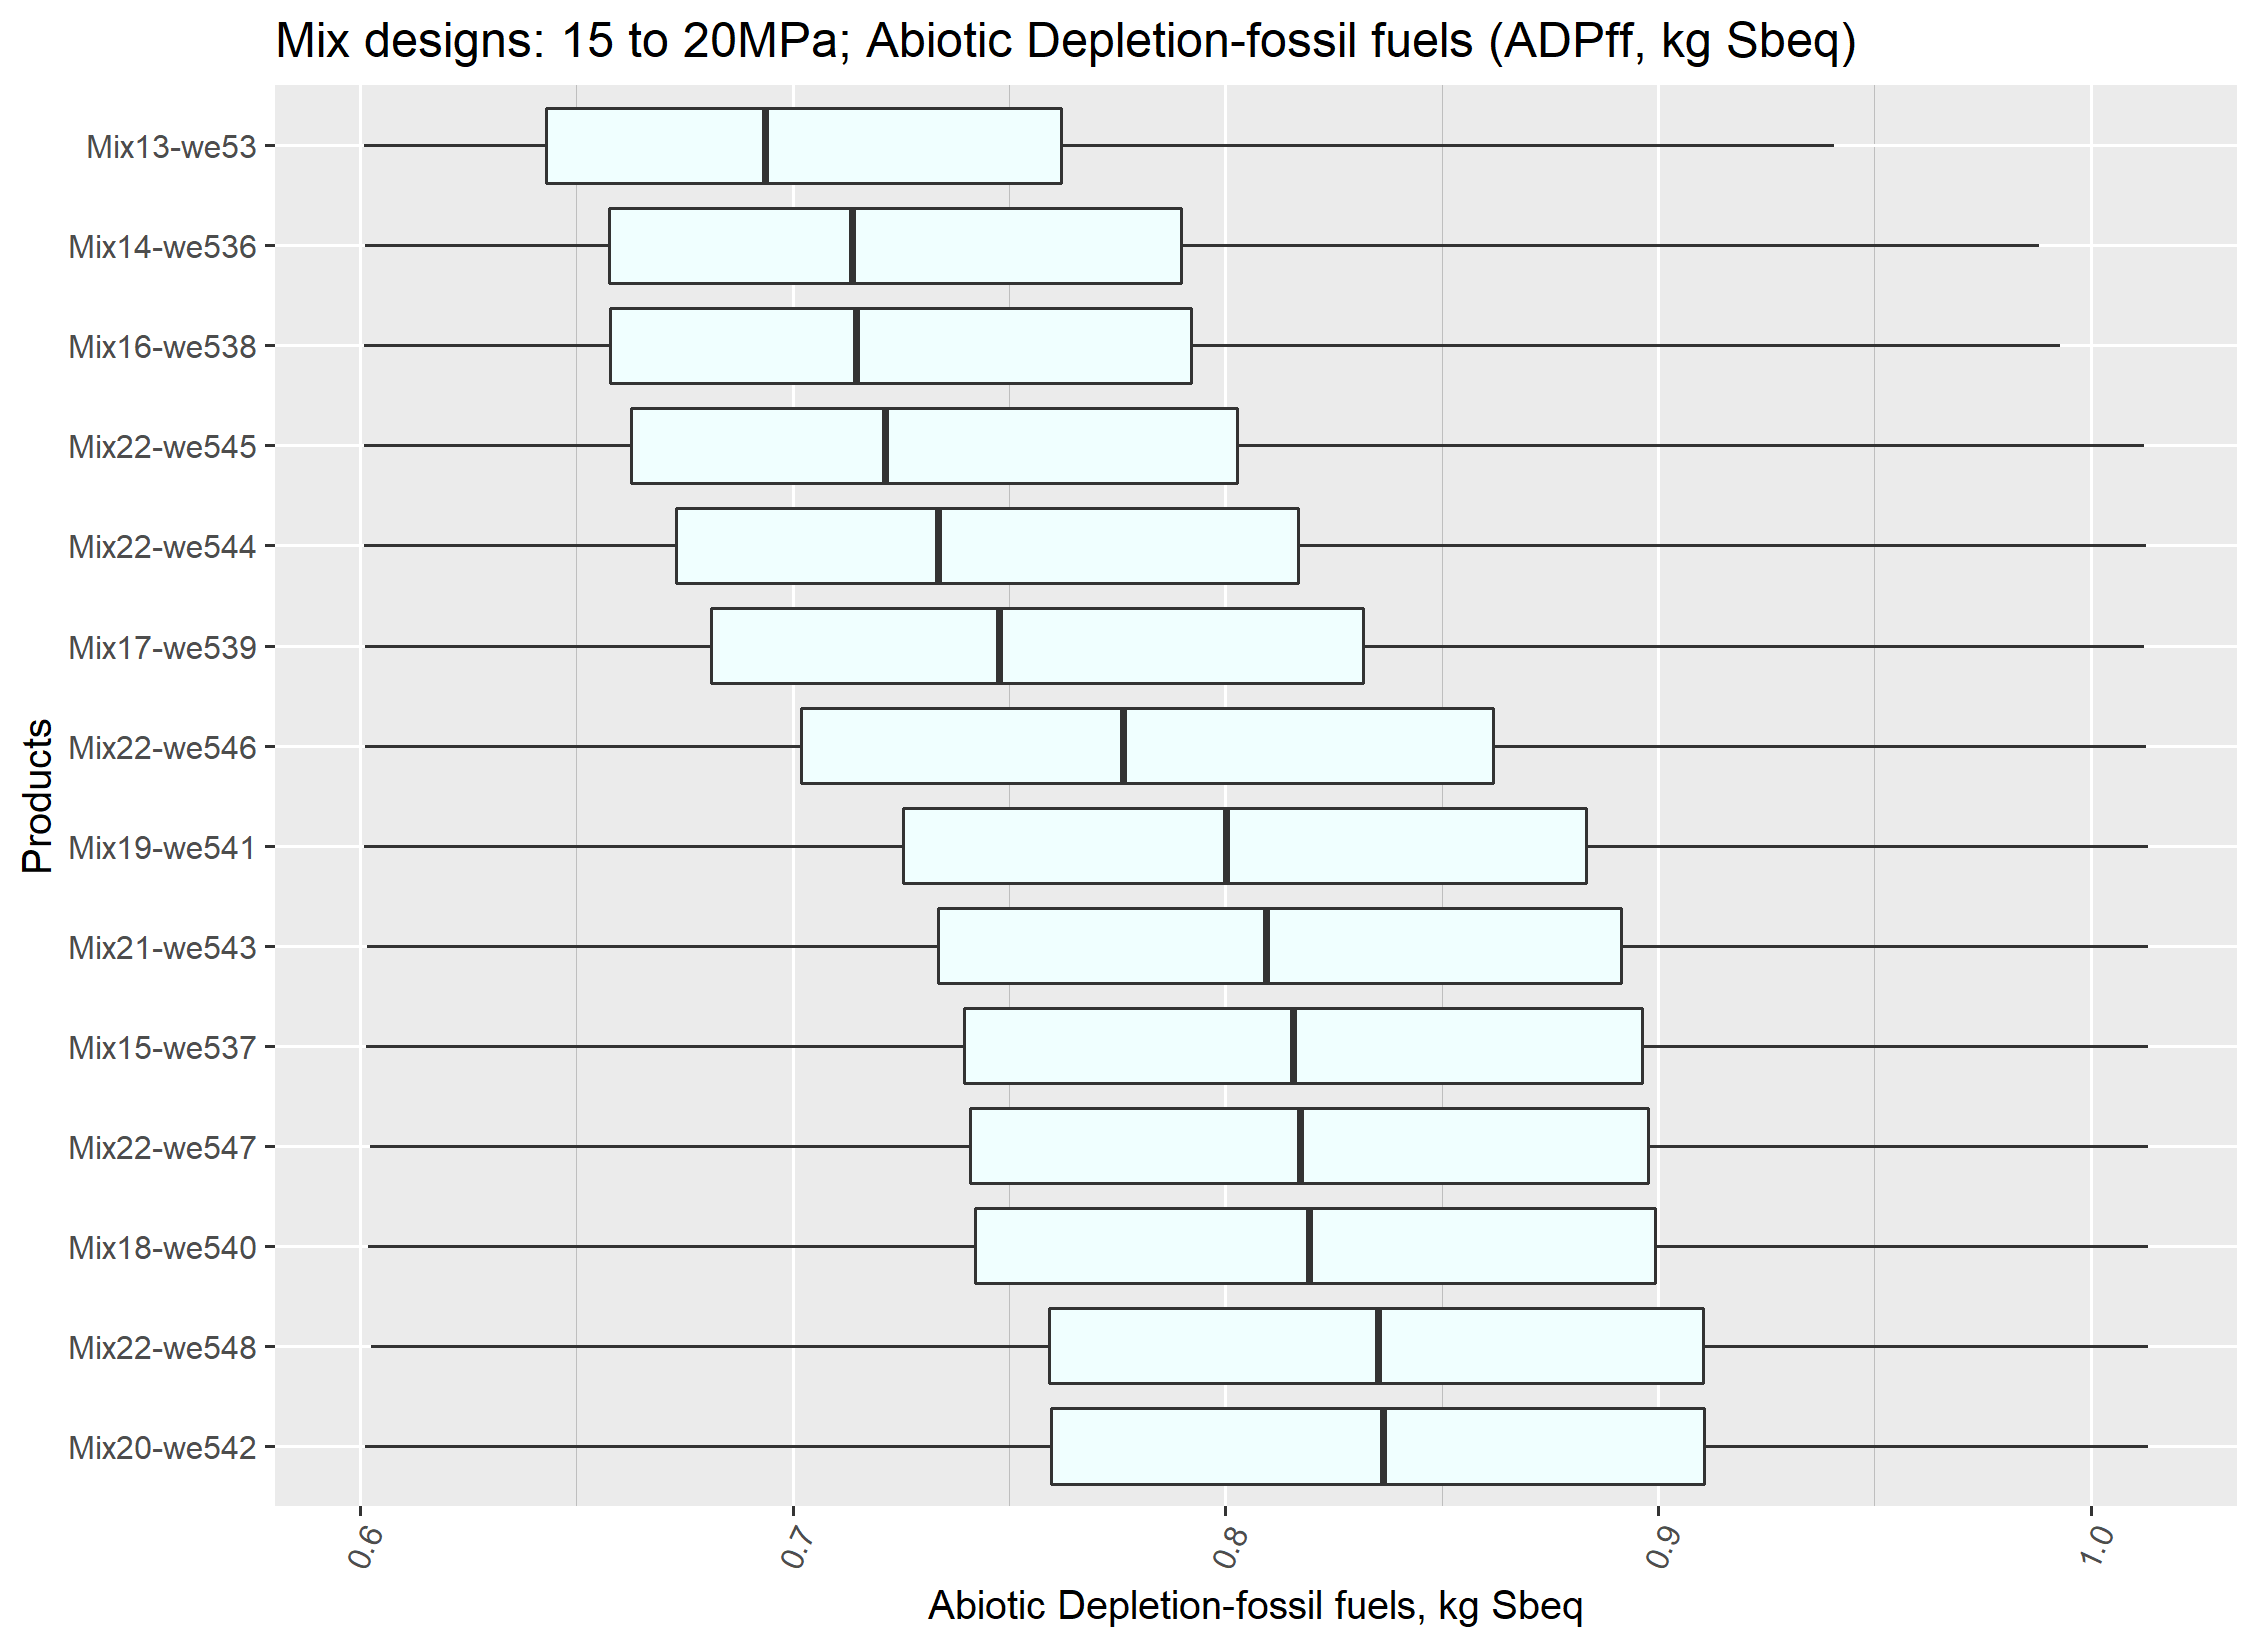 Mix designs: 15 to 20MPa; Abiotic Depletion-fossil fuels (ADPff, kg Sbeq)
Products
Mix13-we53
Mix14-we536
Mix16-we538
Mix22-we545
Mix22-we544
Mix17-we539
Mix22-we546
Mix19-we541
Mix21-we543
Mix15-we537
Mix22-we547
Mix18-we540
Mix22-we548
Mix20-we542
0.6
0.7
0.8
0.9
1.0
Abiotic Depletion-fossil fuels, kg Sbeq